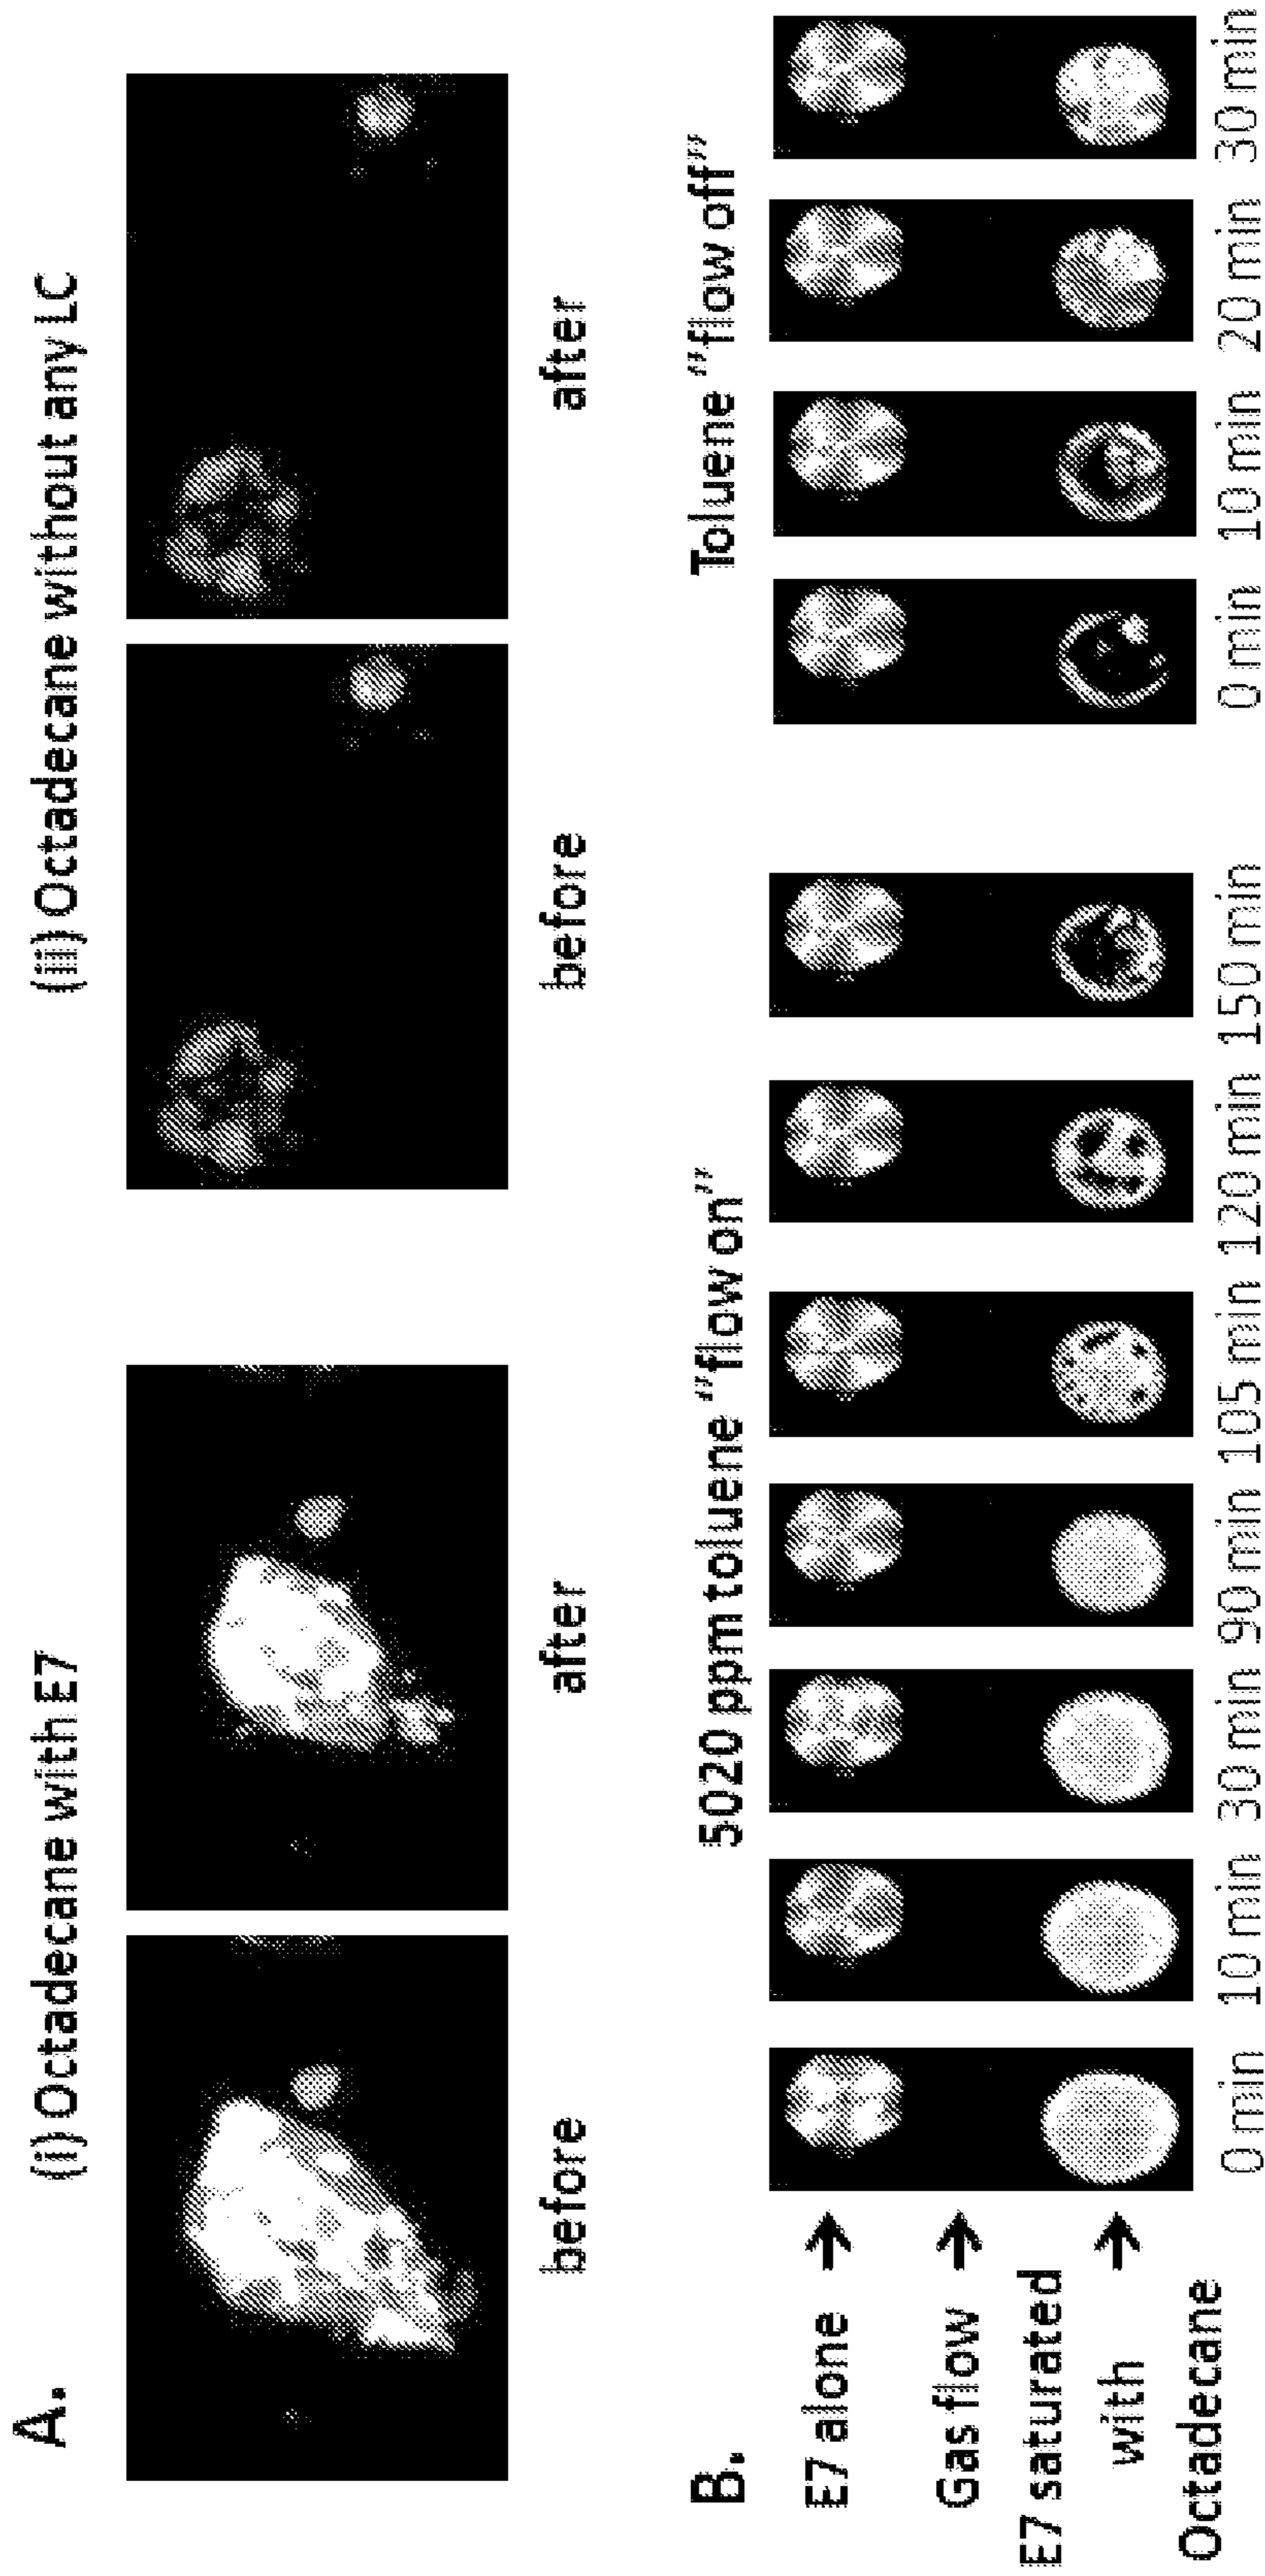 A.
(i) Octadecane with E7
(ii) Octadecane without any LC
before
after
before
after
B.
5020 ppm toluene “flow on”
Toluene “flow off”
E7 alone
Gas flow
E7 saturated
with
Octadecane
0 min
10 min
30 min
90 min
105 min
120 min
150 min
0 min
10 min
20 min
30 min